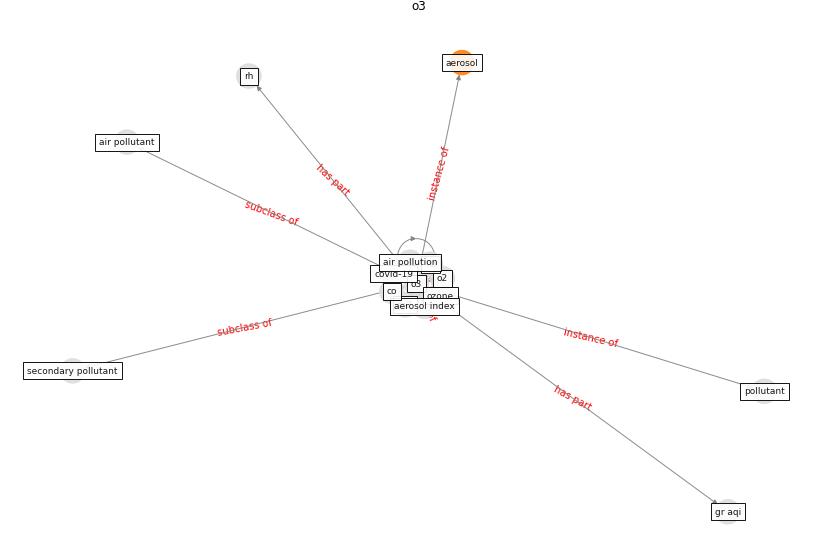 o3
aerosol
rh
air pollutant
instance of
has part
subclass of
air pollution
covid-19
o2
o3
co
ozone
aerosol index
subclass of
instance of
secondary pollutant
pollutant
has part
gr aqi